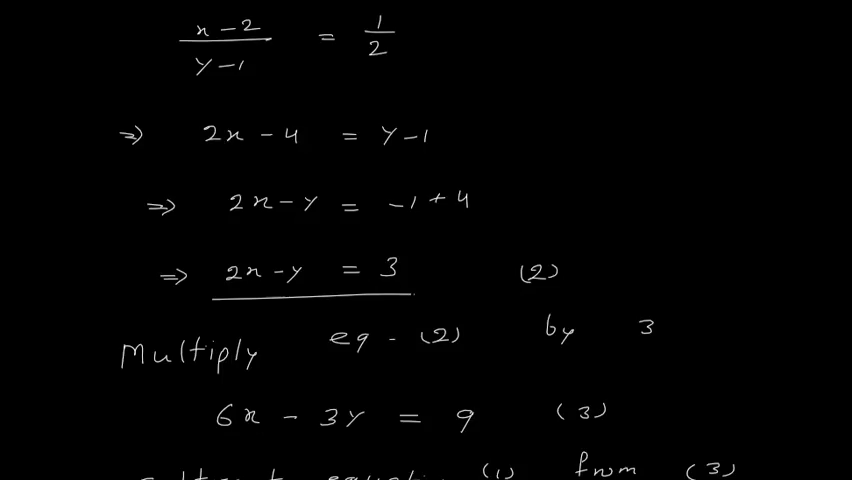 x-2/y-1 = 1/2
⇒ 2x - 4 = y-1
⇒ 2x - y = -1 + 4
⇒ 2x - y = 3 (2)
Multiply eq - (2) by 3
6x - 3y = 9 (3)
(1) from (3)